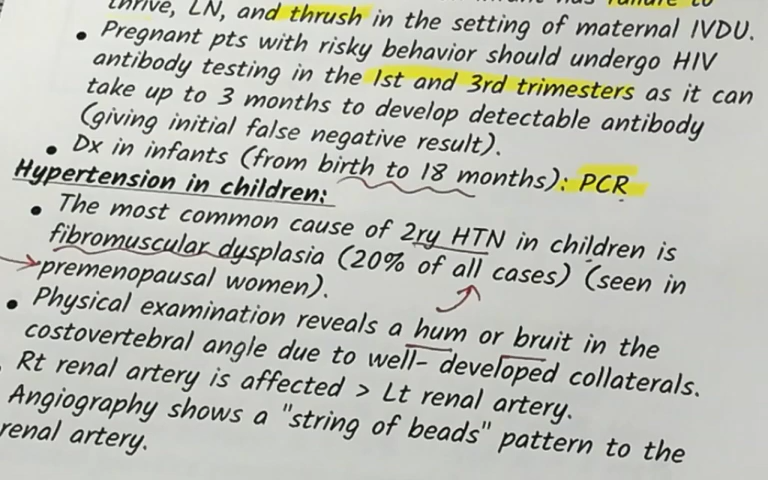 thrive, LN, and thrush in the setting of maternal IVDU.
• Pregnant pts with risky behavior should undergo HIV
antibody testing in the 1st and 3rd trimesters as it can
take up to 3 months to develop detectable antibody
(giving initial false negative result).
• Dx in infants (from birth to 18 months): PCR
Hypertension in children:
• The most common cause of 2ry HTN in children is
fibromuscular dysplasia (20% of all cases) (seen in
premenopausal women).
• Physical examination reveals a hum or bruit in the
costovertebral angle due to well- developed collaterals.
Rt renal artery is affected > Lt renal artery.
Angiography shows a "string of beads" pattern to the
renal artery.